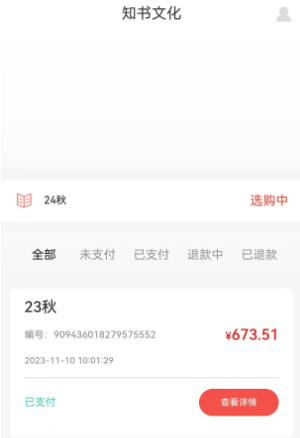 知书文化
24秋 选购中
全部 未支付 已支付 退款中 已退款
23秋
编号：909436018279575552 ¥673.51
2023-11-10 10:01:29
已支付 查看详情